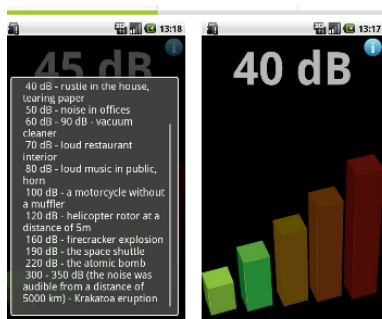 13:18
45 dB
i
40 dB - rustle in the house,
tearing paper
50 dB - noise in offices
60 dB - 90 dB - vacuum
cleaner
70 dB - loud restaurant
interior
80 dB - loud music in public,
horn
100 dB - a motorcycle without
a muffler
120 dB - helicopter rotor at a
distance of 5m
160 dB - firecracker explosion
190 dB - the space shuttle
220 dB - the atomic bomb
300 - 350 dB (the noise was
audible from a distance of
5000 km) - Krakatoa eruption
13:17
40 dB
i